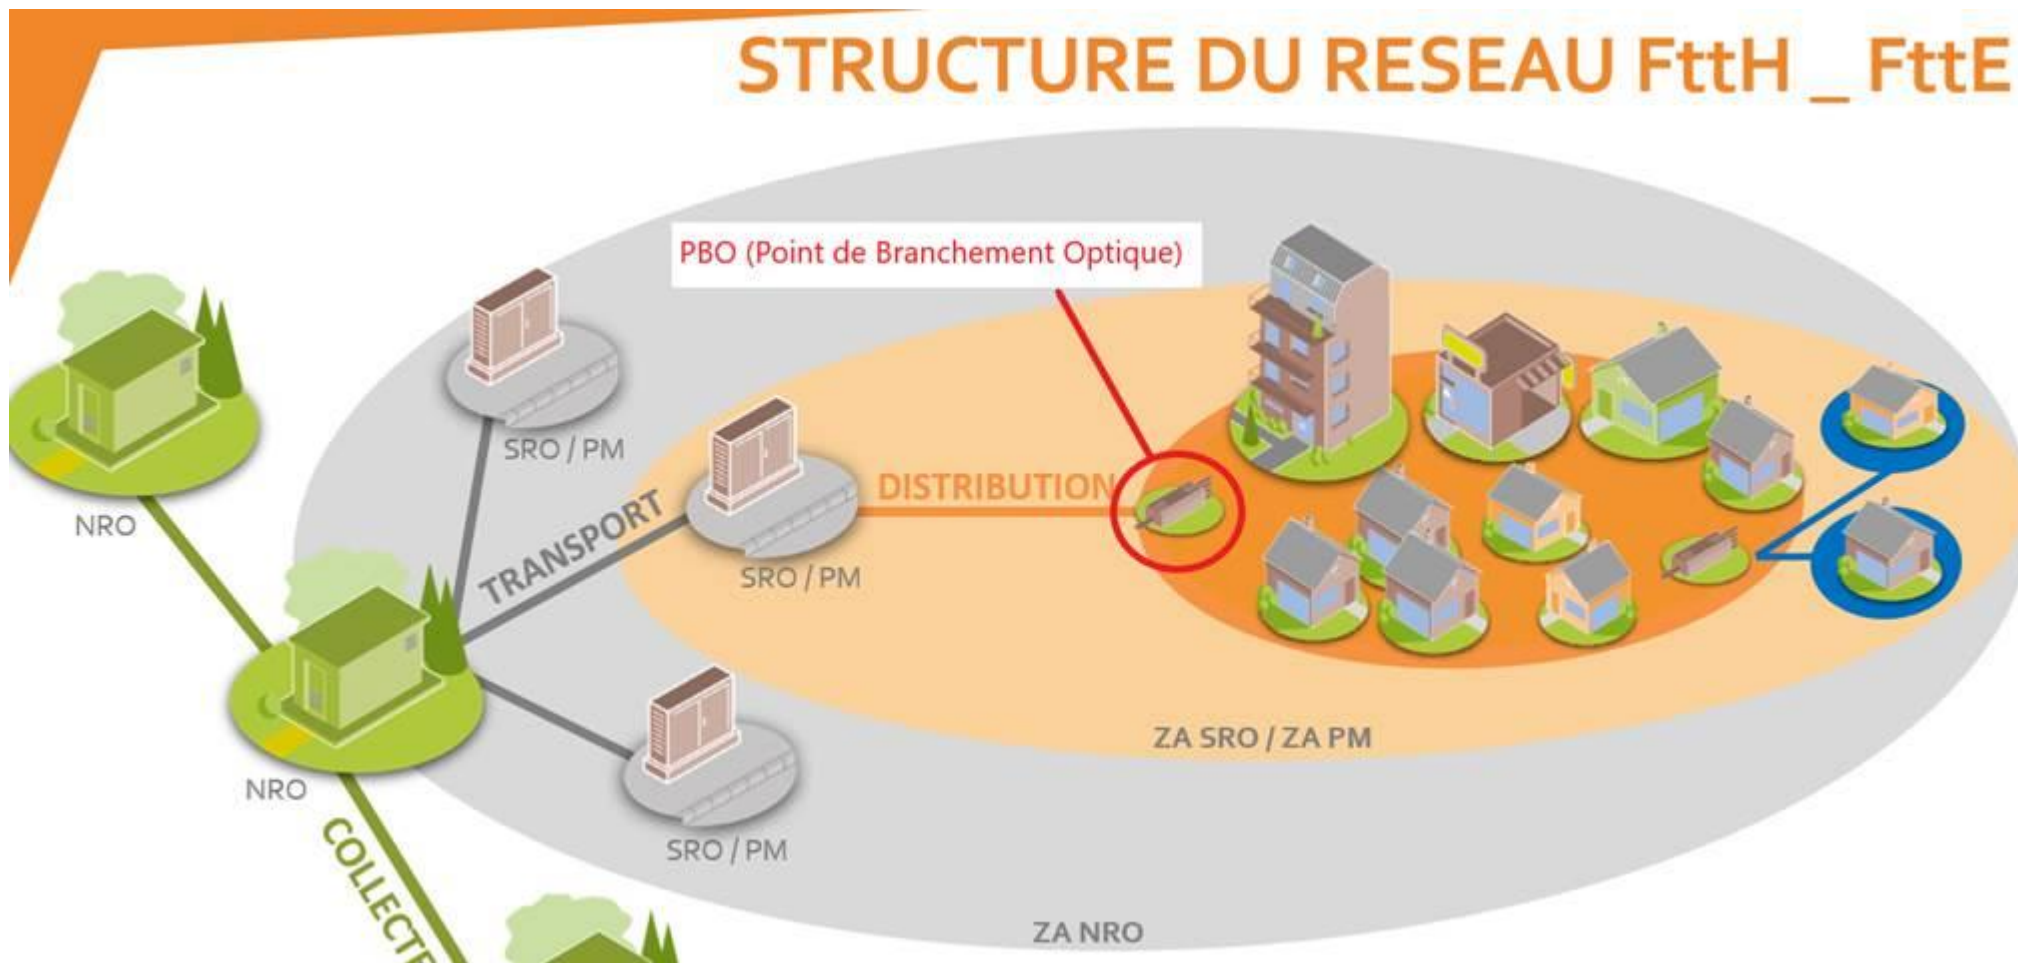 STRUCTURE DU RESEAU FttH _ FttE
PBO (Point de Branchement Optique)
SRO / PM
DISTRIBUTION
TRANSPORT
NRO
SRO / PM
ZA SRO / ZA PM
NRO
SRO / PM
COLLECTE
ZA NRO